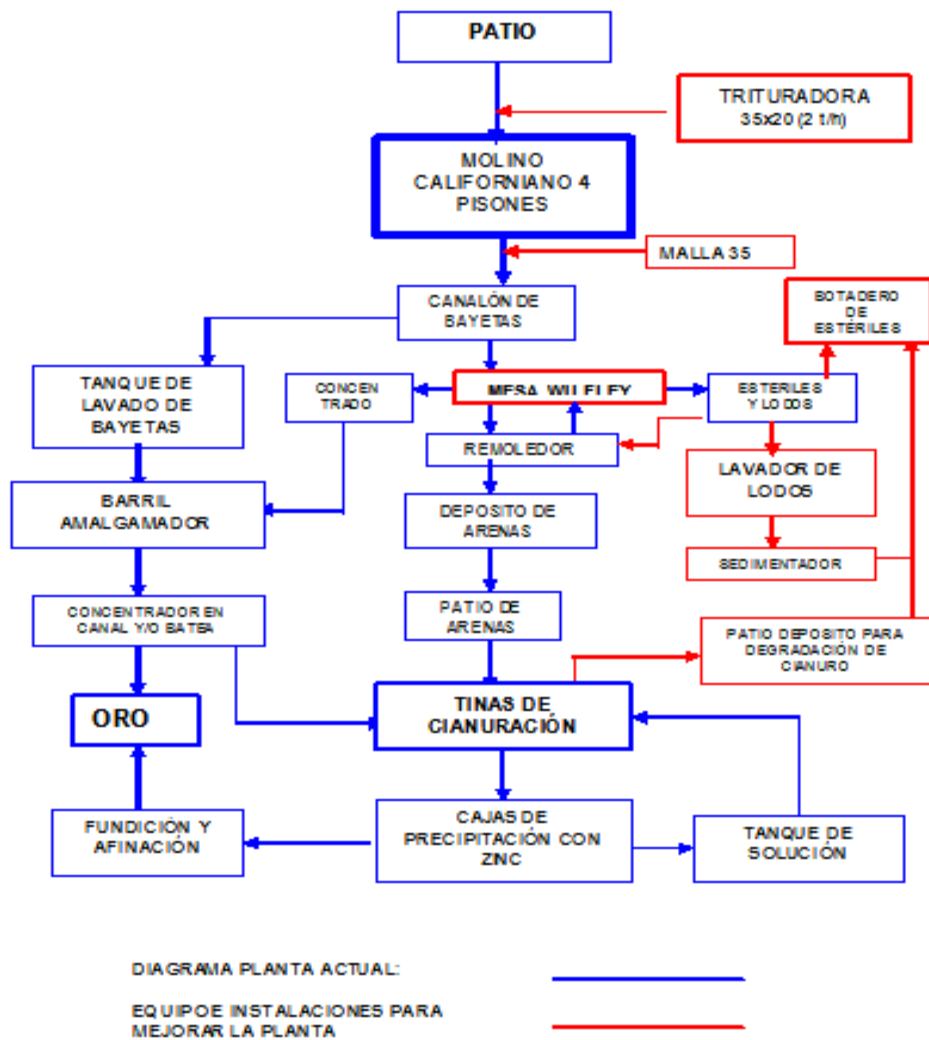 PATIO
TRITURADORA
35x20 (2 t/h)
MOLINO
CALIFORNIANO 4
PISONES
MALLA 35
CANALÓN DE
BAYETAS
BOTADERO
DE
ESTÉRILES
TANQUE DE
LAVADO DE
BAYETAS
CONCEN
TRADO
MESA WILFLEY
ESTERILES
Y LODOS
REMOLEDOR
LAVADOR DE
LODOS
BARRIL
AMALGAMADOR
DEPOSITO DE
ARENAS
SEDIMENTADOR
CONCENTRADOR EN
CANAL Y/O BATEA
PATIO DE
ARENAS
PATIO DEPOSITO PARA
DEGRADACIÓN DE
CIANURO
ORO
TINAS DE
CIANURACIÓN
FUNDICIÓN Y
AFINACIÓN
CAJAS DE
PRECIPITACIÓN CON
ZINC
TANQUE DE
SOLUCIÓN
DIAGRAMA PLANTA ACTUAL:
EQUIPO E INSTALACIONES PARA
MEJORAR LA PLANTA